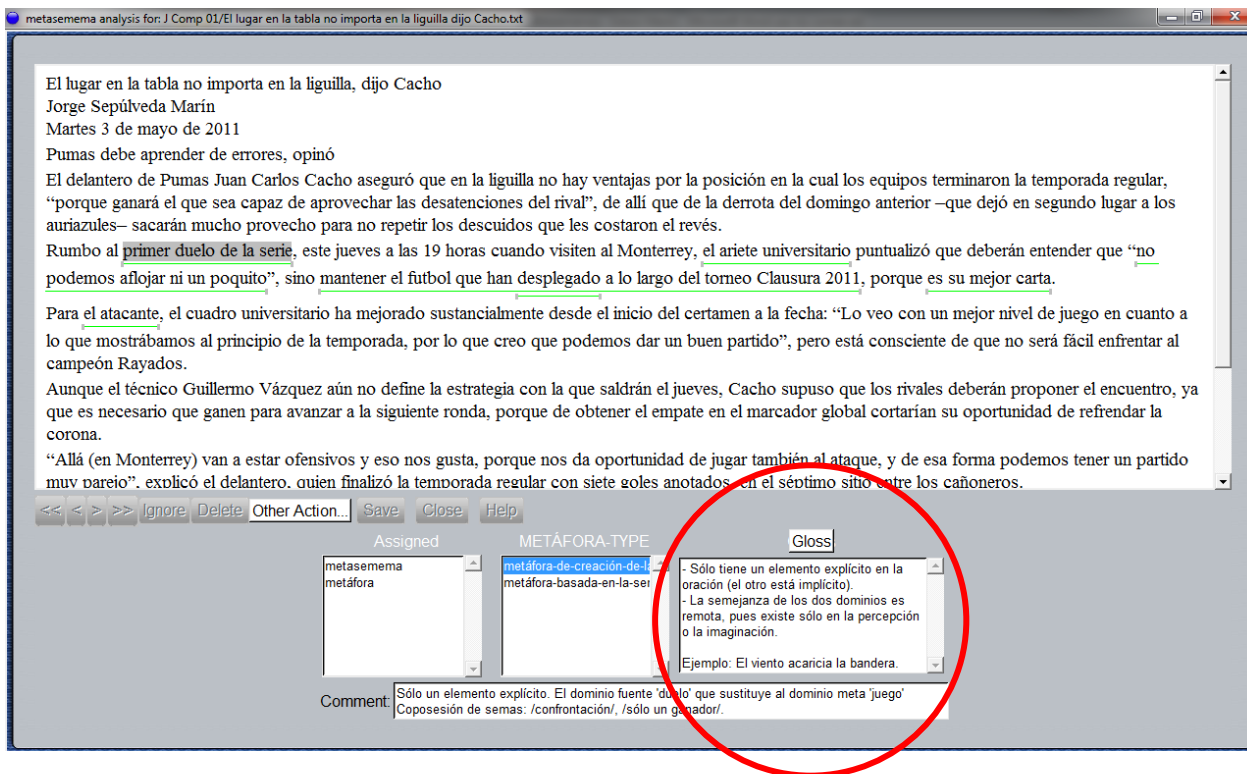 metasemema analysis for: J Comp 01/El lugar en la tabla no importa en la liguilla dijo Cacho.txt
El lugar en la tabla no importa en la liguilla, dijo Cacho
Jorge Sepúlveda Marín
Martes 3 de mayo de 2011
Pumas debe aprender de errores, opinó
El delantero de Pumas Juan Carlos Cacho aseguró que en la liguilla no hay ventajas por la posición en la cual los equipos terminaron la temporada regular,
“porque ganará el que sea capaz de aprovechar las desatenciones del rival”, de allí que de la derrota del domingo anterior –que dejó en segundo lugar a los
auriazules– sacarán mucho provecho para no repetir los descuidos que les costaron el revés.
Rumbo al primer duelo de la serie, este jueves a las 19 horas cuando visiten al Monterrey, el ariete universitario puntualizó que deberán entender que “no
podemos aflojar ni un poquito”, sino mantener el futbol que han desplegado a lo largo del torneo Clausura 2011, porque es su mejor carta.
Para el atacante, el cuadro universitario ha mejorado sustancialmente desde el inicio del certamen a la fecha: “Lo veo con un mejor nivel de juego en cuanto a
lo que mostrábamos al principio de la temporada, por lo que creo que podemos dar un buen partido”, pero está consciente de que no será fácil enfrentar al
campeón Rayados.
Aunque el técnico Guillermo Vázquez aún no define la estrategia con la que saldrán el jueves, Cacho supuso que los rivales deberán proponer el encuentro, ya
que es necesario que ganen para avanzar a la siguiente ronda, porque de obtener el empate en el marcador global cortarían su oportunidad de refrendar la
corona.
“Allá (en Monterrey) van a estar ofensivos y eso nos gusta, porque nos da oportunidad de jugar también al ataque, y de esa forma podemos tener un partido
muy parejo”, explicó el delantero, quien finalizó la temporada regular con siete goles anotados, en el séptimo sitio entre los cañoneros.
<< < > >> Ignore Delete Other Action... Save Close Help
Assigned METÁFORA-TYPE Gloss
metasemema
metáfora
metáfora-de-creación-de-la
metáfora-basada-en-la-ser
- Sólo tiene un elemento explícito en la
oración (el otro está implícito).
- La semejanza de los dos dominios es
remota, pues existe sólo en la percepción
o la imaginación.
Ejemplo: El viento acaricia la bandera.
Comment: Sólo un elemento explícito. El dominio fuente 'duelo' que sustituye al dominio meta 'juego'
Coposesión de semas: /confrontación/, /sólo un ganador/.